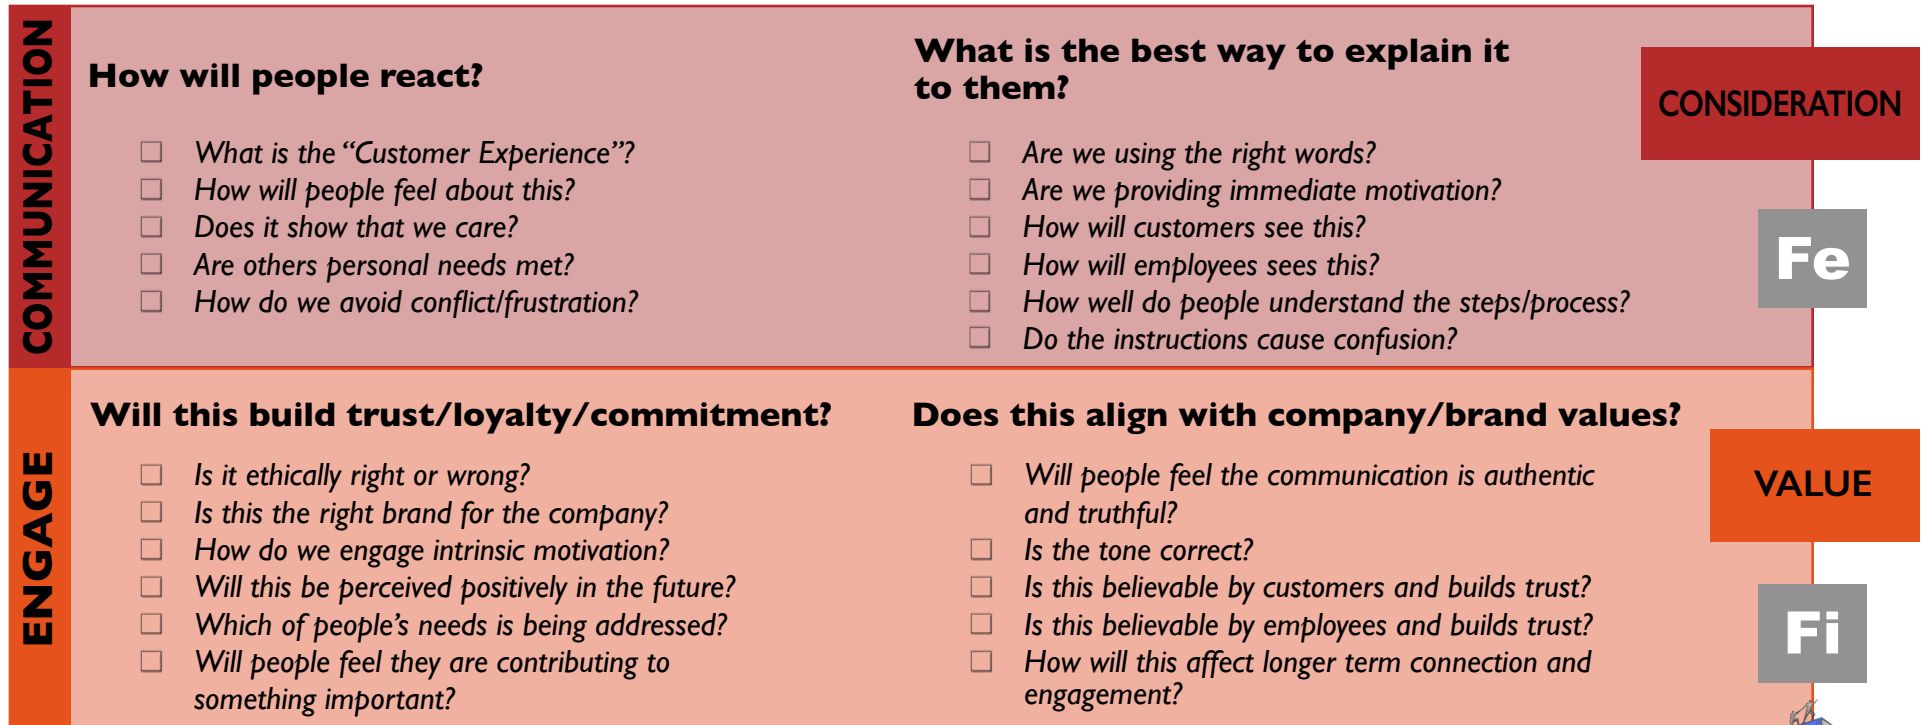 COMMUNICATION
How will people react?
❑ What is the “Customer Experience”?
❑ How will people feel about this?
❑ Does it show that we care?
❑ Are others personal needs met?
❑ How do we avoid conflict/frustration?
What is the best way to explain it
to them?
❑ Are we using the right words?
❑ Are we providing immediate motivation?
❑ How will customers see this?
❑ How will employees sees this?
❑ How well do people understand the steps/process?
❑ Do the instructions cause confusion?
CONSIDERATION
Fe
ENGAGE
Will this build trust/loyalty/commitment?
❑ Is it ethically right or wrong?
❑ Is this the right brand for the company?
❑ How do we engage intrinsic motivation?
❑ Will this be perceived positively in the future?
❑ Which of people’s needs is being addressed?
❑ Will people feel they are contributing to
something important?
Does this align with company/brand values?
❑ Will people feel the communication is authentic
and truthful?
❑ Is the tone correct?
❑ Is this believable by customers and builds trust?
❑ Is this believable by employees and builds trust?
❑ How will this affect longer term connection and
engagement?
VALUE
Fi